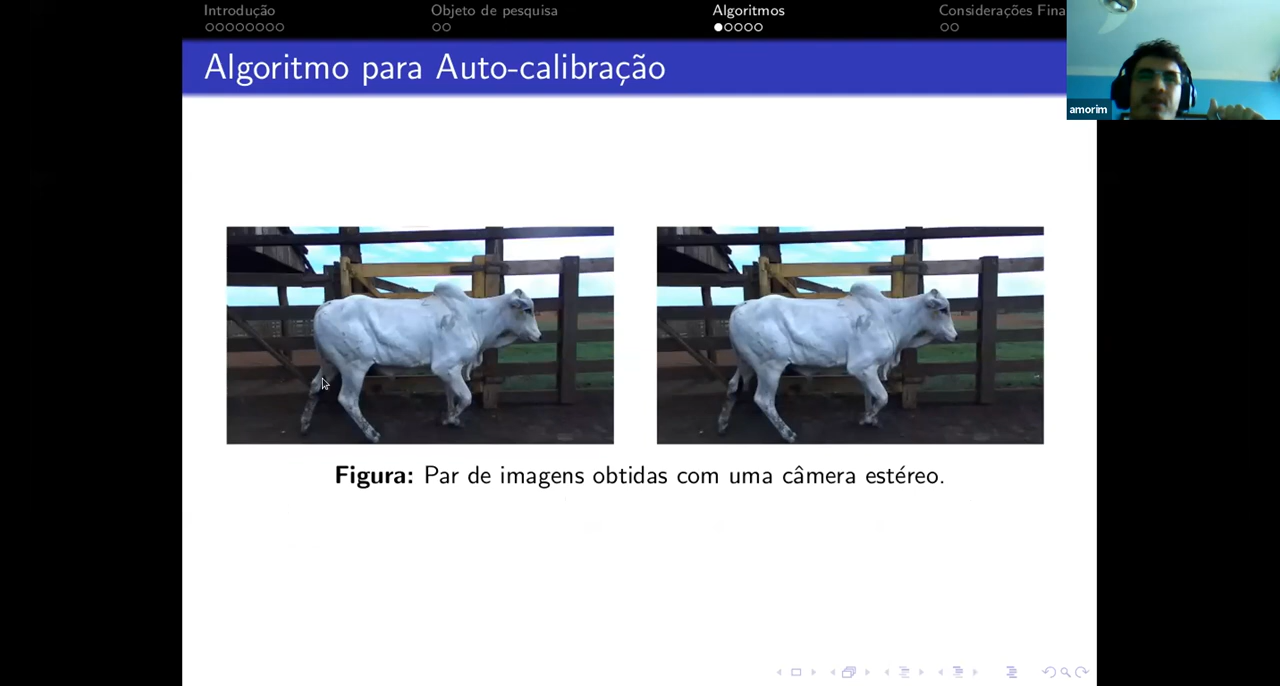 Introdução
Objeto de pesquisa
Algoritmos
Considerações Fina
Algoritmo para Auto-calibração
amorim
Figura: Par de imagens obtidas com uma câmera estéreo.